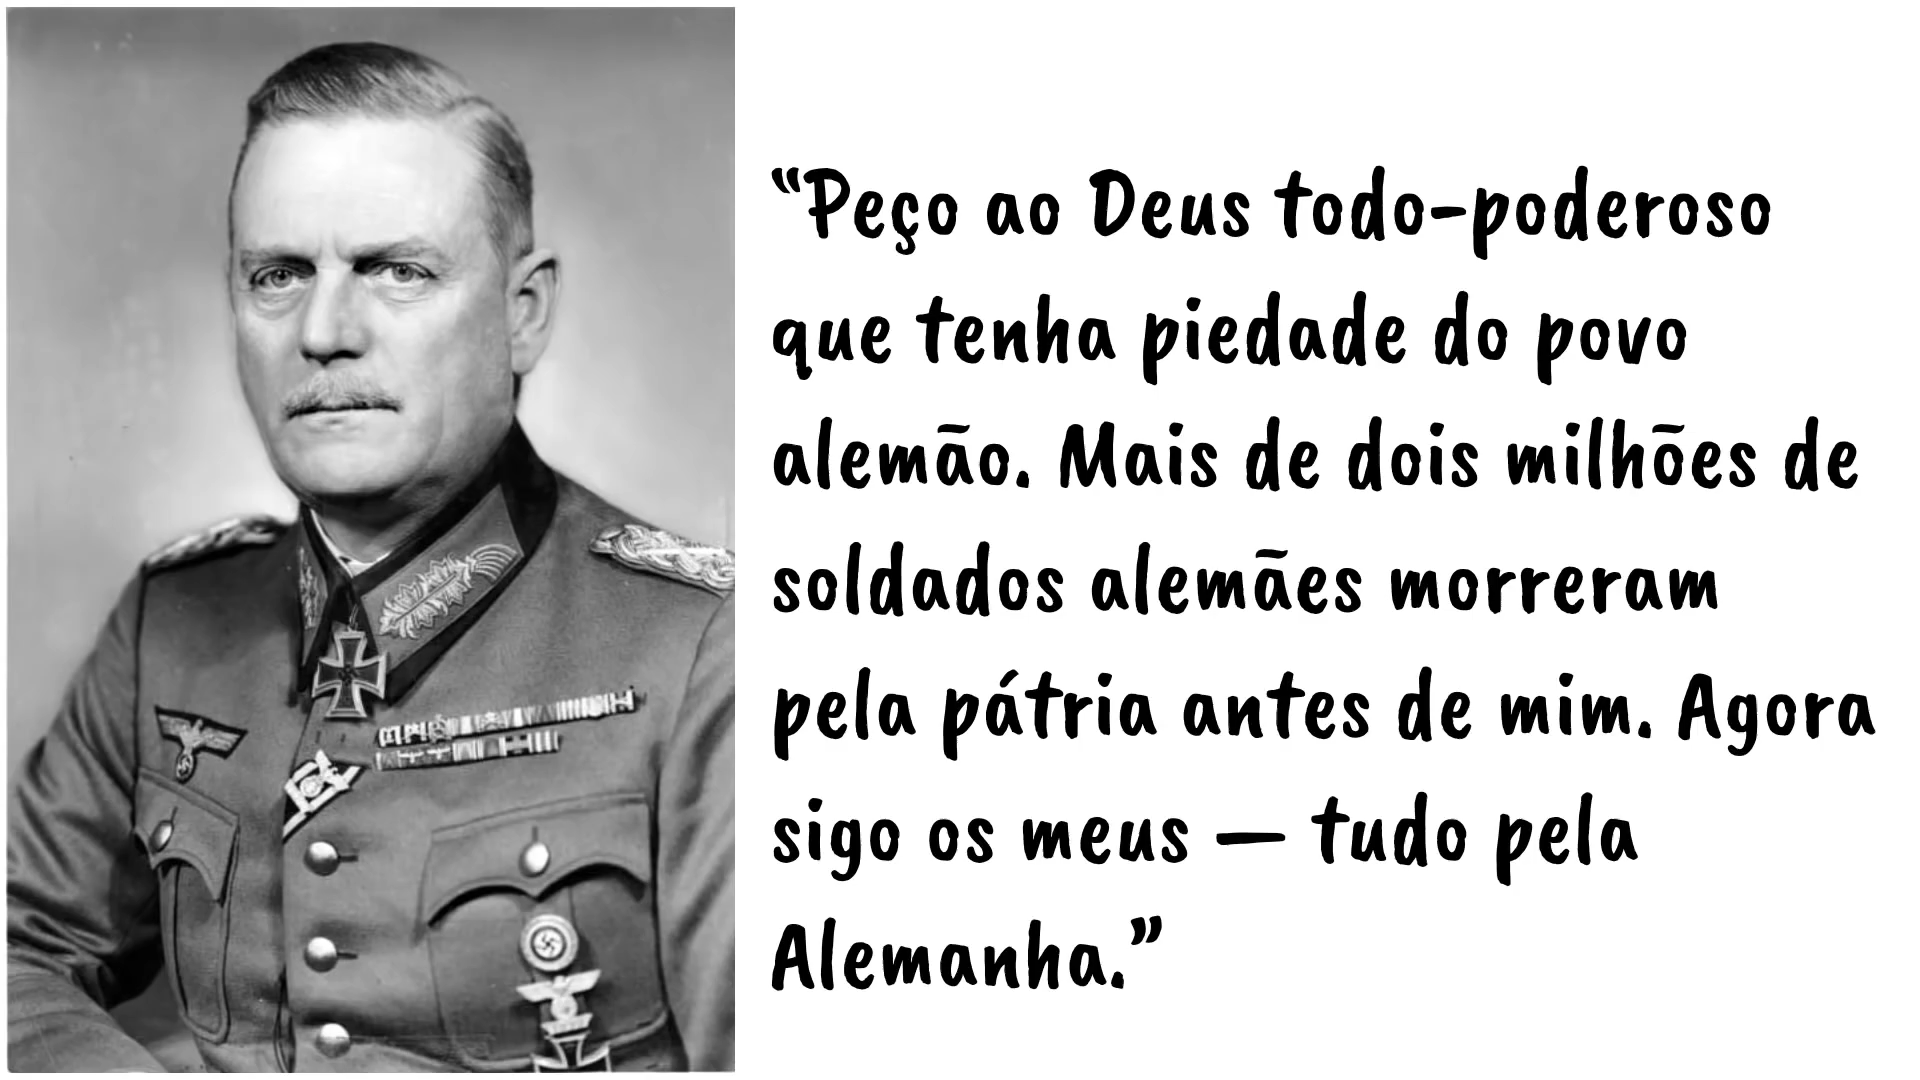 “Peço ao Deus todo-poderoso
que tenha piedade do povo
alemão. Mais de dois milhões de
soldados alemães morreram
pela pátria antes de mim. Agora
sigo os meus — tudo pela
Alemanha.”